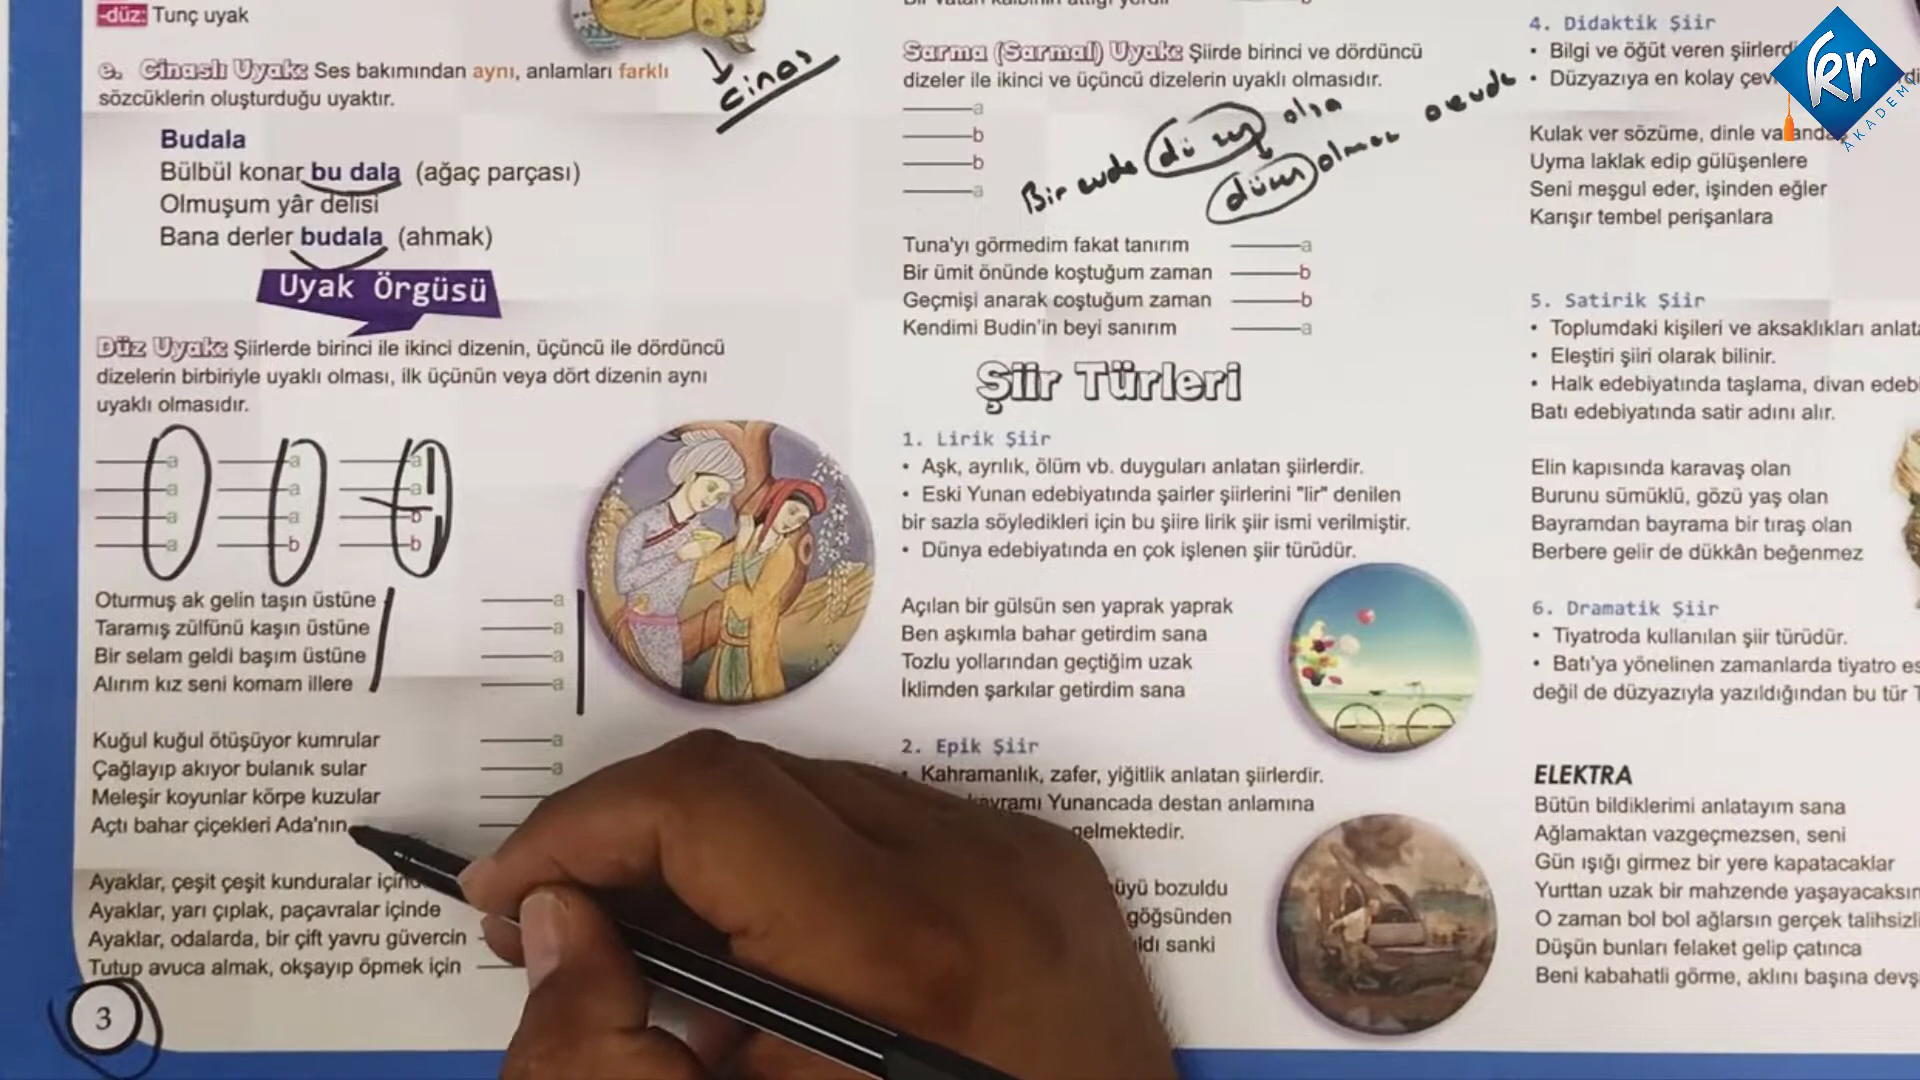 -düz: Tunç uyak
e. Cinaslı Uyak: Ses bakımından aynı, anlamları farklı
sözcüklerin oluşturduğu uyaktır.
cinas
Budala
Bülbül konar bu dala (ağaç parçası)
Olmuşum yâr delisi
Bana derler budala (ahmak)
Uyak Örgüsü
Düz Uyak: Şiirlerde birinci ile ikinci dizenin, üçüncü ile dördüncü
dizelerin birbiriyle uyaklı olması, ilk üçünün veya dört dizenin aynı
uyaklı olmasıdır.
a a a
a a a
a a b
a b b
Oturmuş ak gelin taşın üstüne a
Taramış zülfünü kaşın üstüne a
Bir selam geldi başım üstüne a
Alırım kız seni komam illere a
Kuğul kuğul ötüşüyor kumrular a
Çağlayıp akıyor bulanık sular a
Meleşir koyunlar körpe kuzular
Açtı bahar çiçekleri Ada'nın
Ayaklar, çeşit çeşit kunduralar
Ayaklar, yarı çıplak, paçavralar içinde
Ayaklar, odalarda, bir çift yavru güvercin
Tutup avuca almak, okşayıp öpmek için
3
Sarma (Sarmal) Uyak: Şiirde birinci ve dördüncü
dizeler ile ikinci ve üçüncü dizelerin uyaklı olmasıdır.
a
b
b
a
Bir evde düzen olsa
düzen olmaz
Tuna'yı görmedim fakat tanırım a
Bir ümit önünde koştuğum zaman b
Geçmişi anarak coştuğum zaman b
Kendimi Budin'in beyi sanırım a
Şiir Türleri
1. Lirik Şiir
• Aşk, ayrılık, ölüm vb. duyguları anlatan şiirlerdir.
• Eski Yunan edebiyatında şairler şiirlerini "lir" denilen
bir sazla söyledikleri için bu şiire lirik şiir ismi verilmiştir.
• Dünya edebiyatında en çok işlenen şiir türüdür.
Açılan bir gülsün sen yaprak yaprak
Ben aşkımla bahar getirdim sana
Tozlu yollarından geçtiğim uzak
İklimden şarkılar getirdim sana
2. Epik Şiir
• Kahramanlık, zafer, yiğitlik anlatan şiirlerdir.
Yunancada destan anlamına
gelmektedir.
bozuldu
göğsünden
sanki
4. Didaktik Şiir
• Bilgi ve öğüt veren
• Düzyazıya en kolay
Kulak ver sözüme, dinle
Uyma laklak edip gülüşenlere
Seni meşgul eder, işinden eğler
Karışır tembel perişanlara
5. Satirik Şiir
• Toplumdaki kişileri ve aksaklıkları
• Eleştiri şiiri olarak bilinir.
• Halk edebiyatında taşlama, divan
Batı edebiyatında satir adını alır.
Elin kapısında karavaş olan
Burunu sümüklü, gözü yaş olan
Bayramdan bayrama bir tıraş olan
Berbere gelir de dükkân beğenmez
6. Dramatik Şiir
• Tiyatroda kullanılan şiir türüdür.
• Batı'ya yönelinen zamanlarda tiyatro
değil de düzyazıyla yazıldığından bu tür
ELEKTRA
Bütün bildiklerimi anlatayım sana
Ağlamaktan vazgeçmezsen, seni
Gün ışığı girmez bir yere kapatacaklar
Yurttan uzak bir mahzende
O zaman bol bol ağlarsın gerçek
Düşün bunları felaket gelip çatınca
Beni kabahatli görme, aklını başına
kr
AKADEMİ